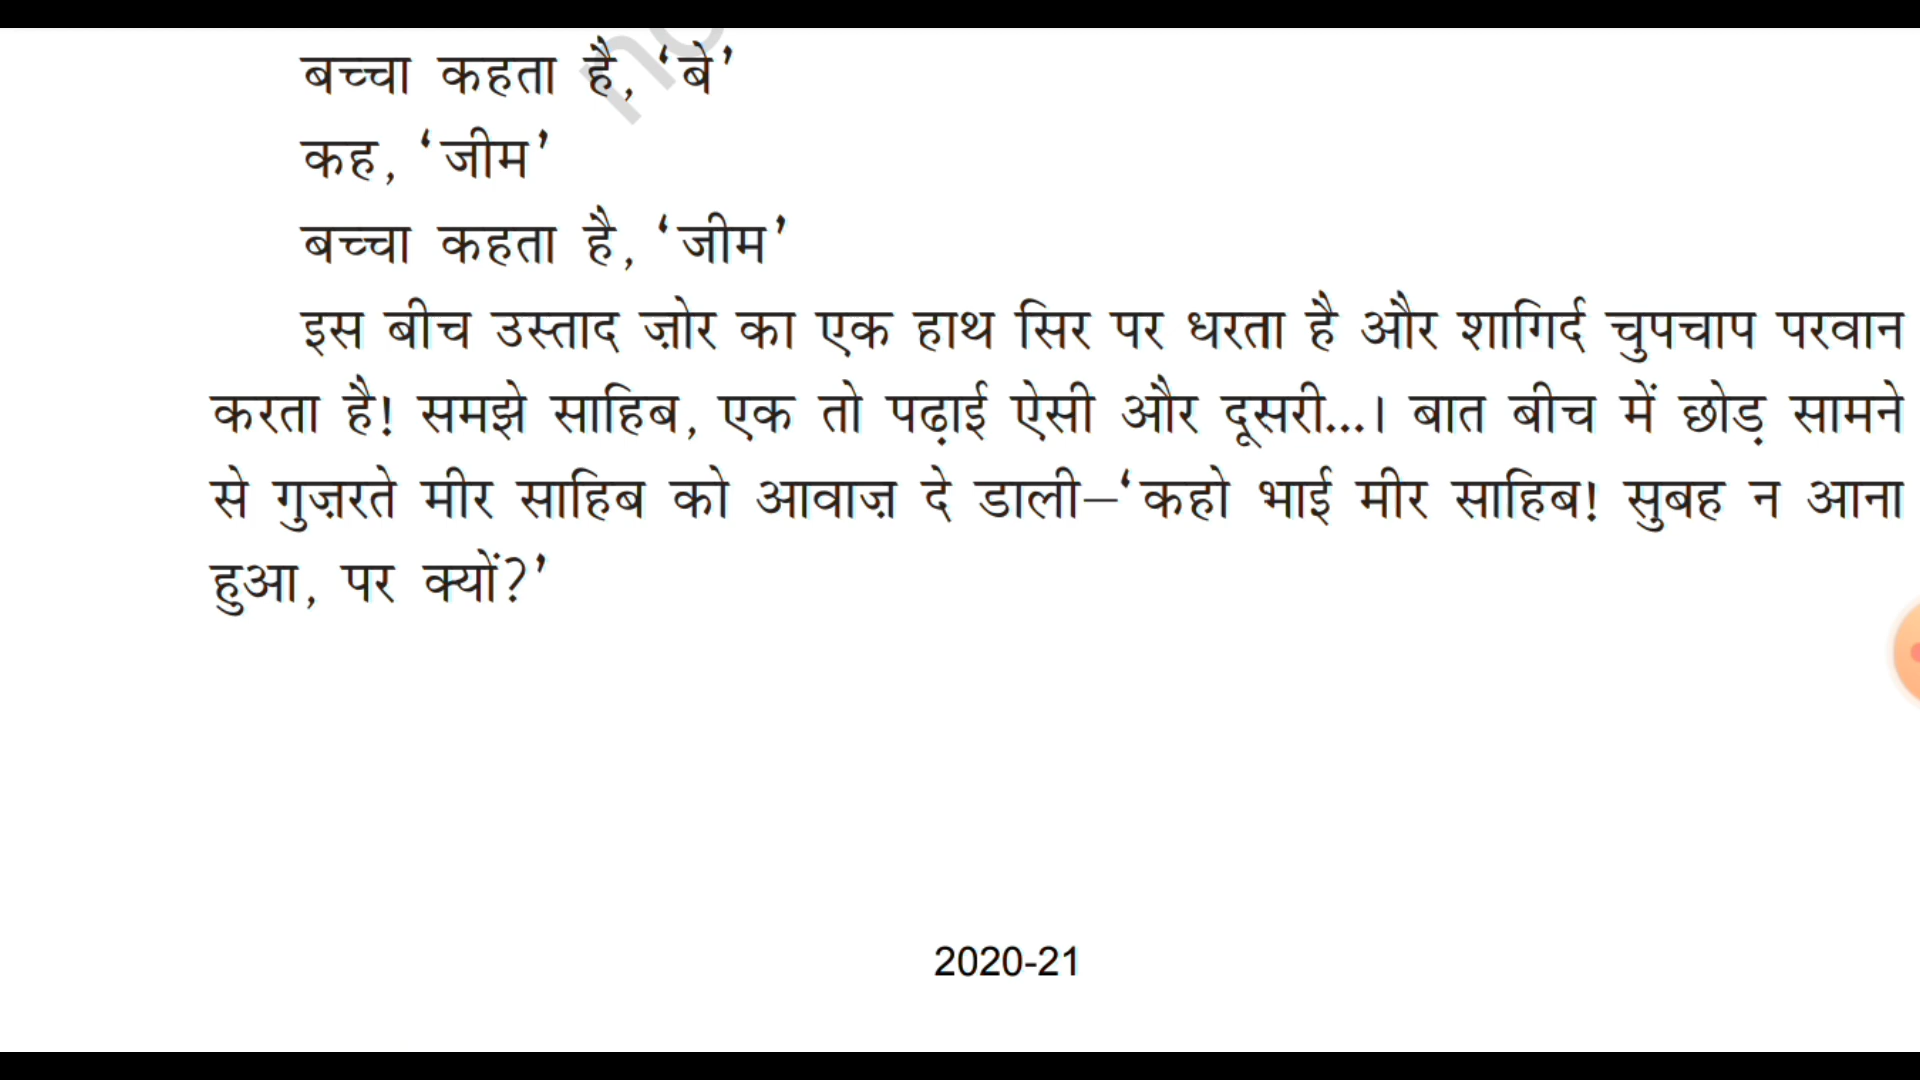 बच्चा कहता है, ‘बे’
कह, ‘जीम’
बच्चा कहता है, ‘जीम’
इस बीच उस्ताद ज़ोर का एक हाथ सिर पर धरता है और शागिर्द चुपचाप परवान
करता है! समझे साहिब, एक तो पढ़ाई ऐसी और दूसरी...। बात बीच में छोड़ सामने
से गुज़रते मीर साहिब को आवाज़ दे डाली–‘कहो भाई मीर साहिब! सुबह न आना
हुआ, पर क्यों?’
2020-21